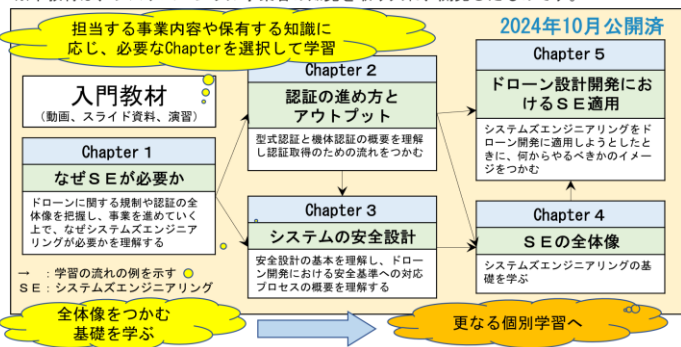 担当する事業内容や保有する知識に
応じ、必要なChapterを選択して学習
2024年10月公開済
入門教材
(動画、スライド資料、演習)
Chapter 1
なぜSEが必要か
ドローンに関する規制や認証の全
体像を把握し、事業を進めていく
上で、なぜシステムズエンジニア
リングが必要かを理解する
Chapter 2
認証の進め方と
アウトプット
型式認証と機体認証の概要を理解
し認証取得のための流れをつかむ
Chapter 3
システムの安全設計
安全設計の基本を理解し、ドロー
ン開発における安全基準への対応
プロセスの概要を理解する
Chapter 5
ドローン設計開発にお
けるSE適用
システムズエンジニアリングをド
ローン開発に適用しようとしたと
きに、何からやるべきかのイメー
ジをつかむ
Chapter 4
SEの全体像
システムズエンジニアリングの基
礎を学ぶ
→ :学習の流れの例を示す
SE:システムズエンジニアリング
全体像をつかむ
基礎を学ぶ
更なる個別学習へ